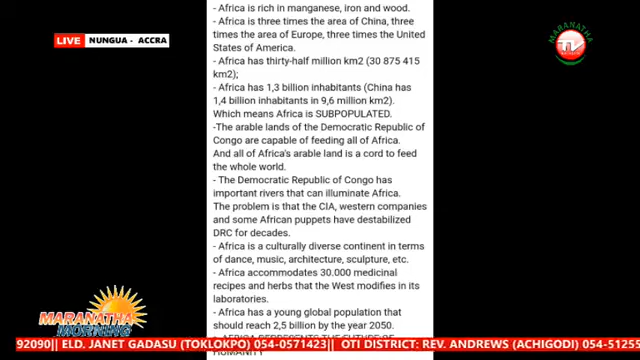 - Africa is rich in manganese, iron and wood.
- Africa is three times the area of China, three
times the area of Europe, three times the United
States of America.
- Africa has thirty-half million km2 (30 875 415
km2);
- Africa has 1,3 billion inhabitants (China has
1,4 billion inhabitants in 9,6 million km2).
Which means Africa is SUBPOPULATED.
-The arable lands of the Democratic Republic of
Congo are capable of feeding all of Africa.
And all of Africa's arable land is a cord to feed
the whole world.
- The Democratic Republic of Congo has
important rivers that can illuminate Africa.
The problem is that the CIA, western companies
and some African puppets have destabilized
DRC for decades.
- Africa is a culturally diverse continent in terms
of dance, music, architecture, sculpture, etc.
- Africa accommodates 30.000 medicinal
recipes and herbs that the West modifies in its
laboratories.
- Africa has a young global population that
should reach 2,5 billion by the year 2050.
- AFRICA REPRESENTS THE FUTURE OF
HUMANITY
LIVE NUNGUA - ACCRA
MARANATHA
TV
MARANATHA
MORNING
92090|| ELD. JANET GADASU (TOKLOKPO) 054-0571423|| OTI DISTRICT: REV. ANDREWS (ACHIGODI) 054-5125